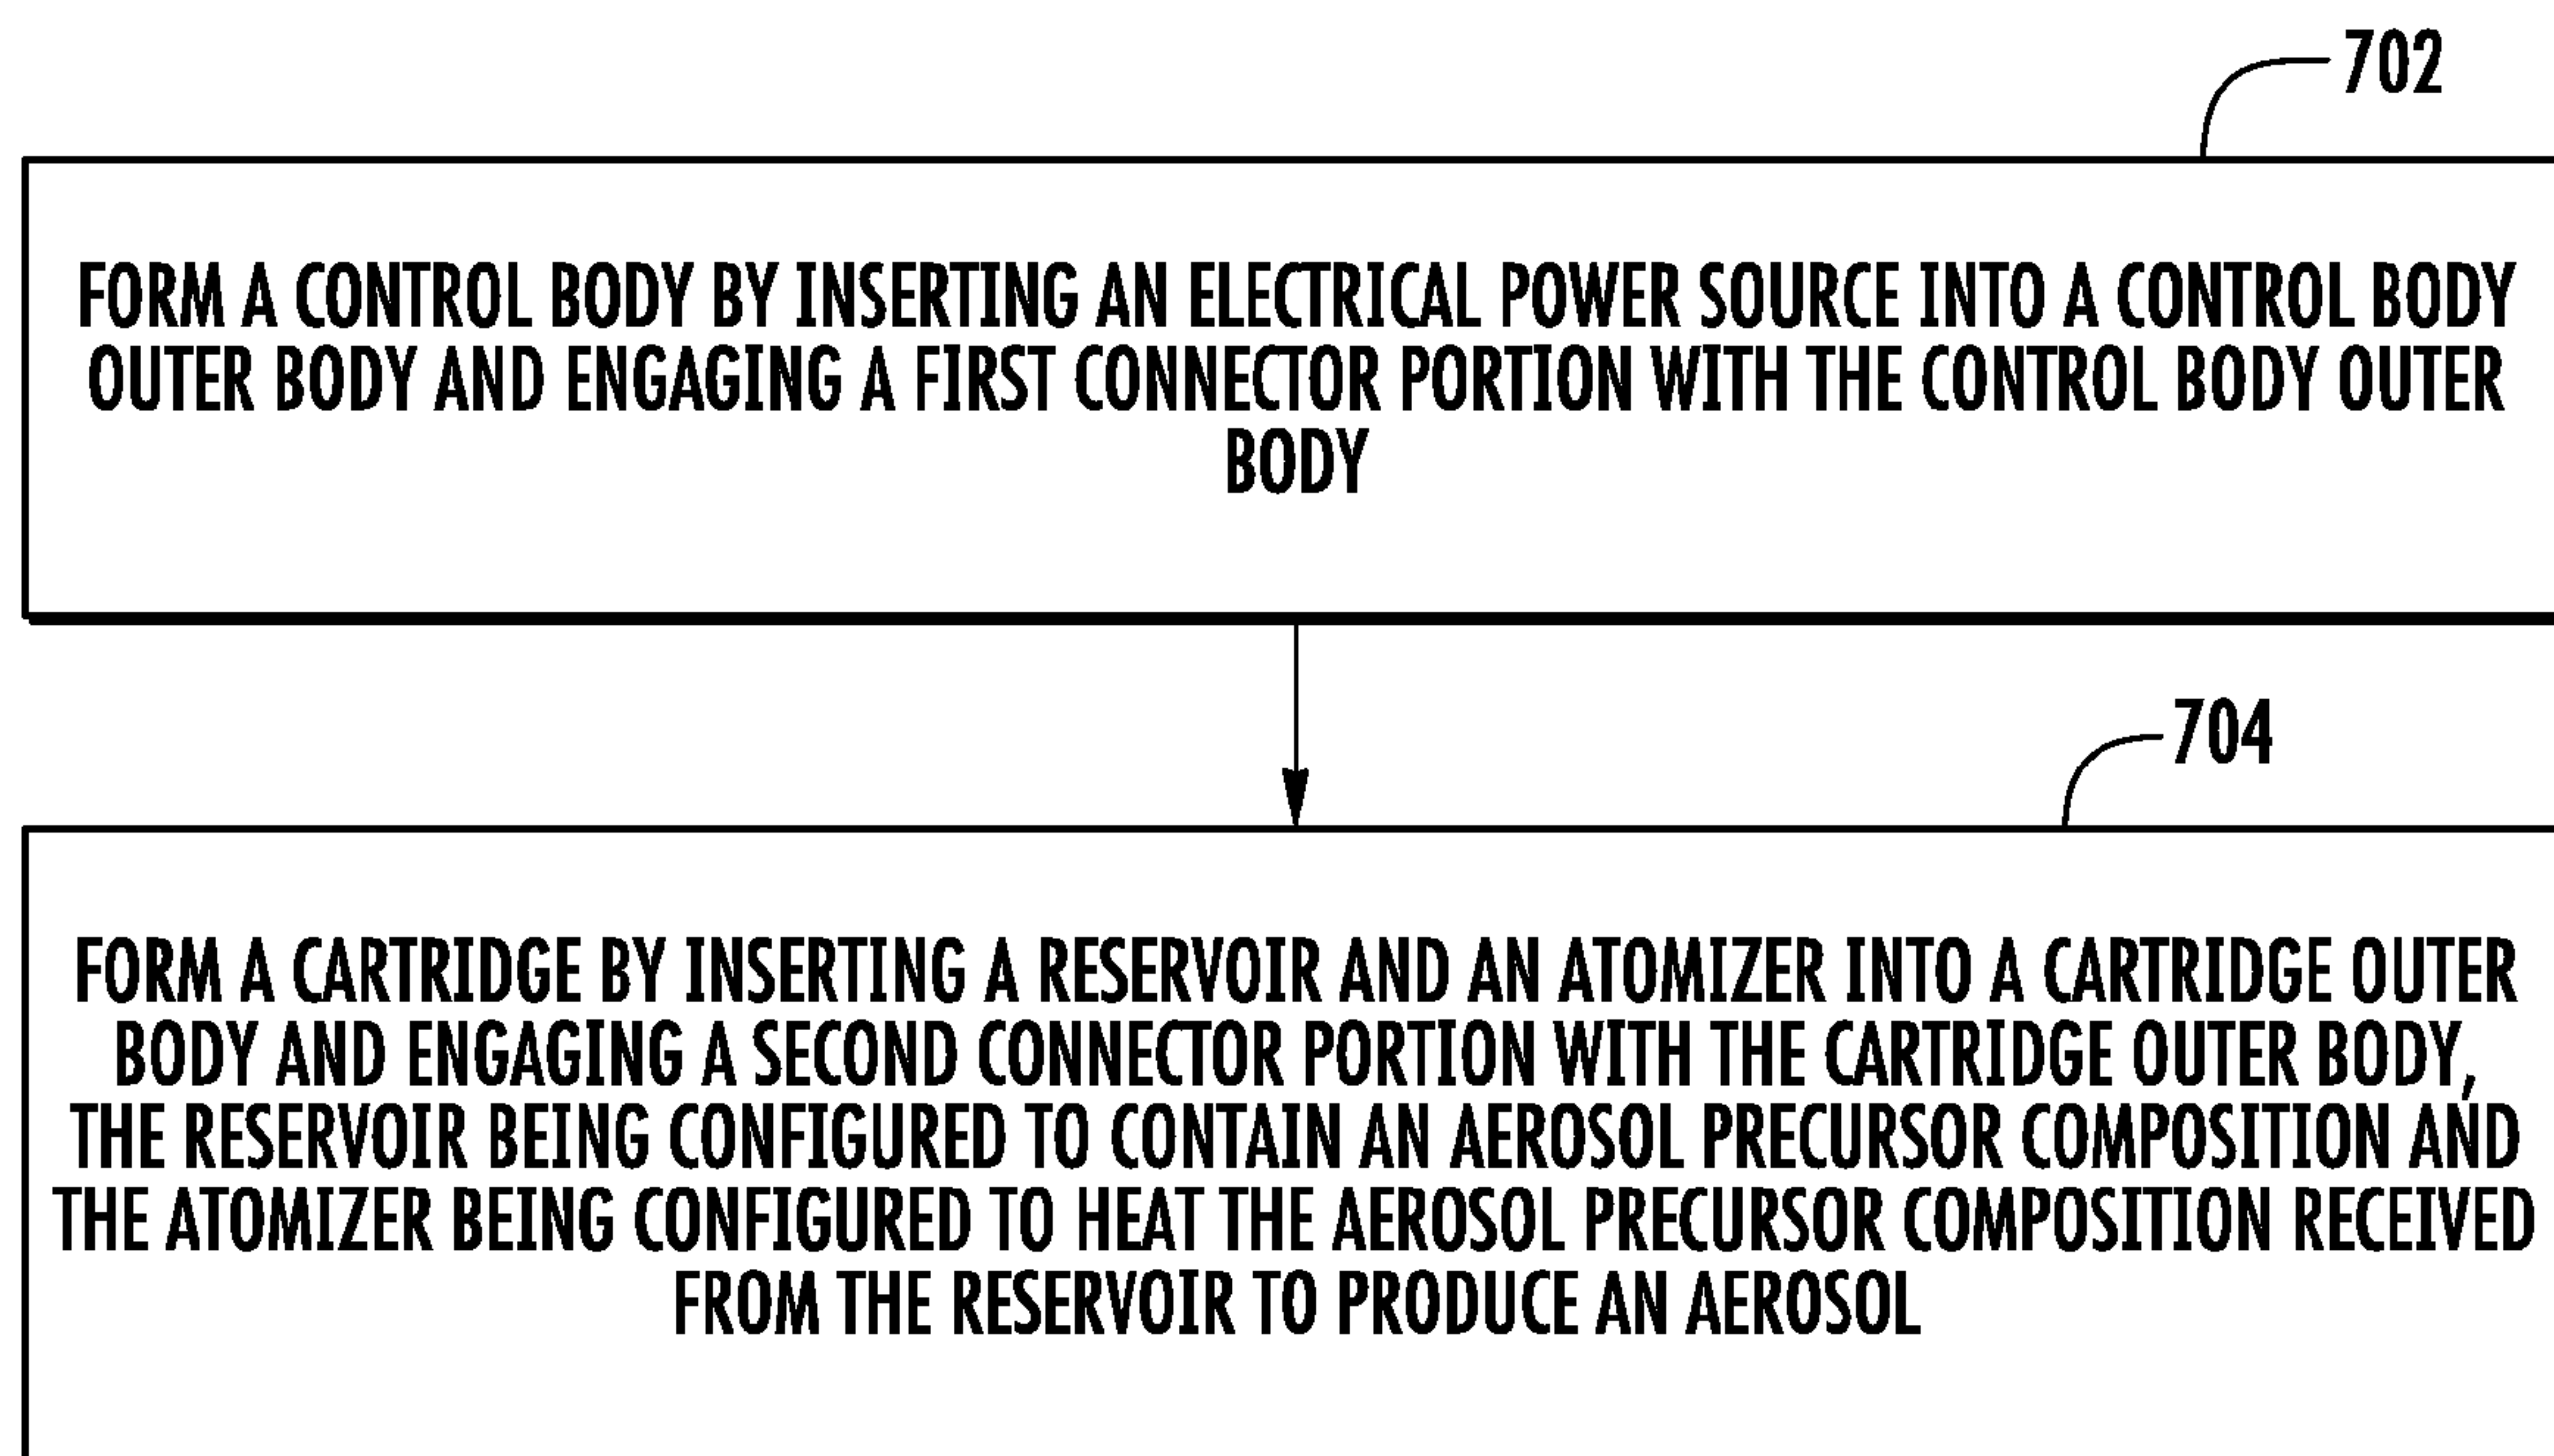 702
FORM A CONTROL BODY BY INSERTING AN ELECTRICAL POWER SOURCE INTO A CONTROL BODY
OUTER BODY AND ENGAGING A FIRST CONNECTOR PORTION WITH THE CONTROL BODY OUTER
BODY
704
FORM A CARTRIDGE BY INSERTING A RESERVOIR AND AN ATOMIZER INTO A CARTRIDGE OUTER
BODY AND ENGAGING A SECOND CONNECTOR PORTION WITH THE CARTRIDGE OUTER BODY,
THE RESERVOIR BEING CONFIGURED TO CONTAIN AN AEROSOL PRECURSOR COMPOSITION AND
THE ATOMIZER BEING CONFIGURED TO HEAT THE AEROSOL PRECURSOR COMPOSITION RECEIVED
FROM THE RESERVOIR TO PRODUCE AN AEROSOL